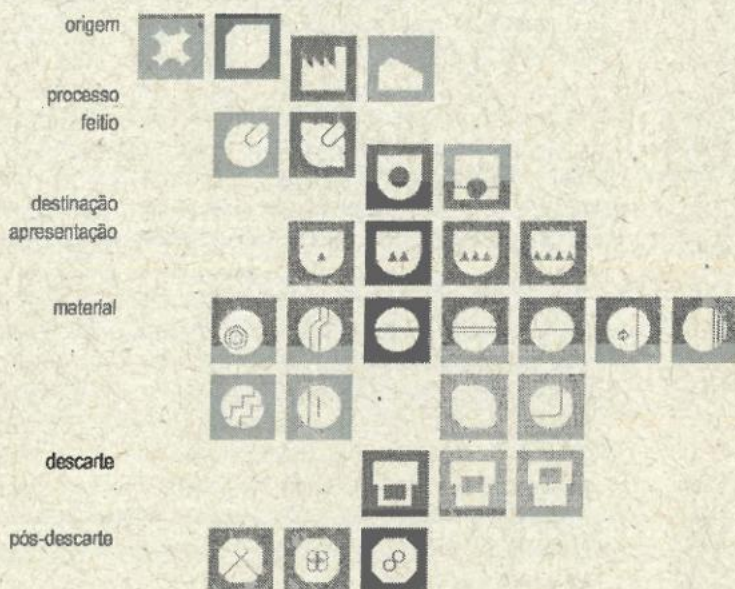 origem
processo
feitio
destinação
apresentação
material
descarte
pós-descarte